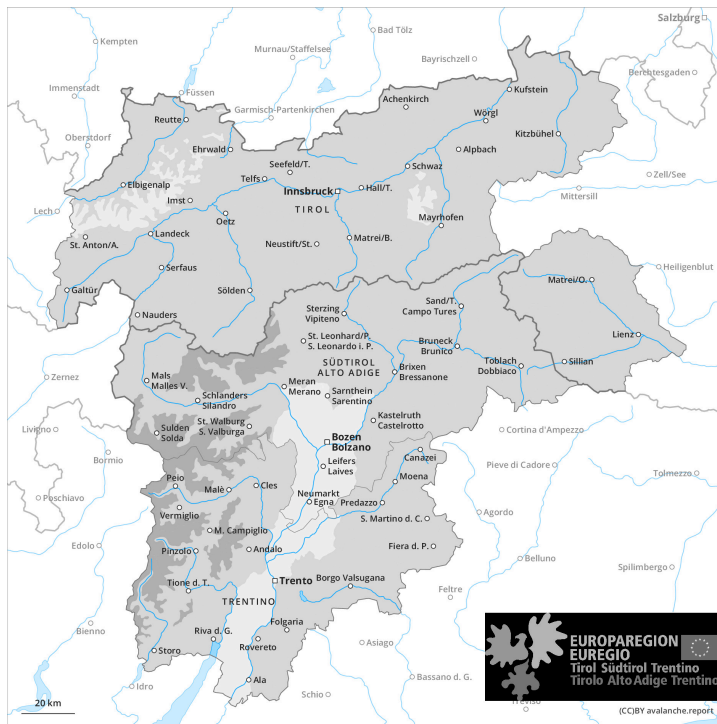 Salzburg
Kempten
Bad Tölz
Murnau/Staffelsee
Bayrischzell
Berchtesgaden
Immenstadt
Füssen
Garmisch-Partenkirchen
Achenkirch
Kufstein
Reutte
Wörgl
Oberstdorf
Ehrwald
Kitzbühel
Alpbach
Seefeld/T.
Schwaz
Zell/See
Telfs
Elbigenalp
Innsbruck
Hall/T.
Mittersill
Imst
Lech
TIROL
Oetz
Mayrhofen
St. Anton/A.
Landeck
Neustift/St.
Matrei/B.
Serfaus
Heiligenblut
Galtür
Sölden
Matrei/O.
Nauders
Sterzing
Vipiteno
Sand/T.
Campo Tures
St. Leonhard/P.
S. Leonardo i. P.
Lienz
Bruneck
Brunico
SÜDTIROL
ALTO ADIGE
Toblach
Dobbiaco
Sillian
Zernez
Mals
Malles V.
Meran
Merano
Brixen
Bressanone
Schlanders
Silandro
Sarnthein
Sarentino
Livigno
Sulden
Solda
St. Walburg
S. Valburga
Kastelruth
Castelrotto
Cortina d'Ampezzo
Bozen
Bolzano
Bormio
Canazei
Pieve di Cadore
Leifers
Laives
Tolmezzo
Poschiavo
Peio
Malè
Cles
Moena
Neumarkt
Egna
Predazzo
Vermiglio
Agordo
S. Martino d. C.
M. Campiglio
Edolo
Pinzolo
Andalo
Fiera d. P.
Belluno
Spilimbergo
Trento
Tione d. T.
Borgo Valsugana
Feltre
TRENTINO
Bienno
Folgaria
Riva d. G.
Rovereto
Asiago
Storo
EUROPAREGION
EUREGIO
Tirol Südtirol Trentino
Tirolo Alto Adige Trentino
Idro
Ala
Schio
Bassano d. G.
Treviso
20 km
(CC)BY avalanche.report